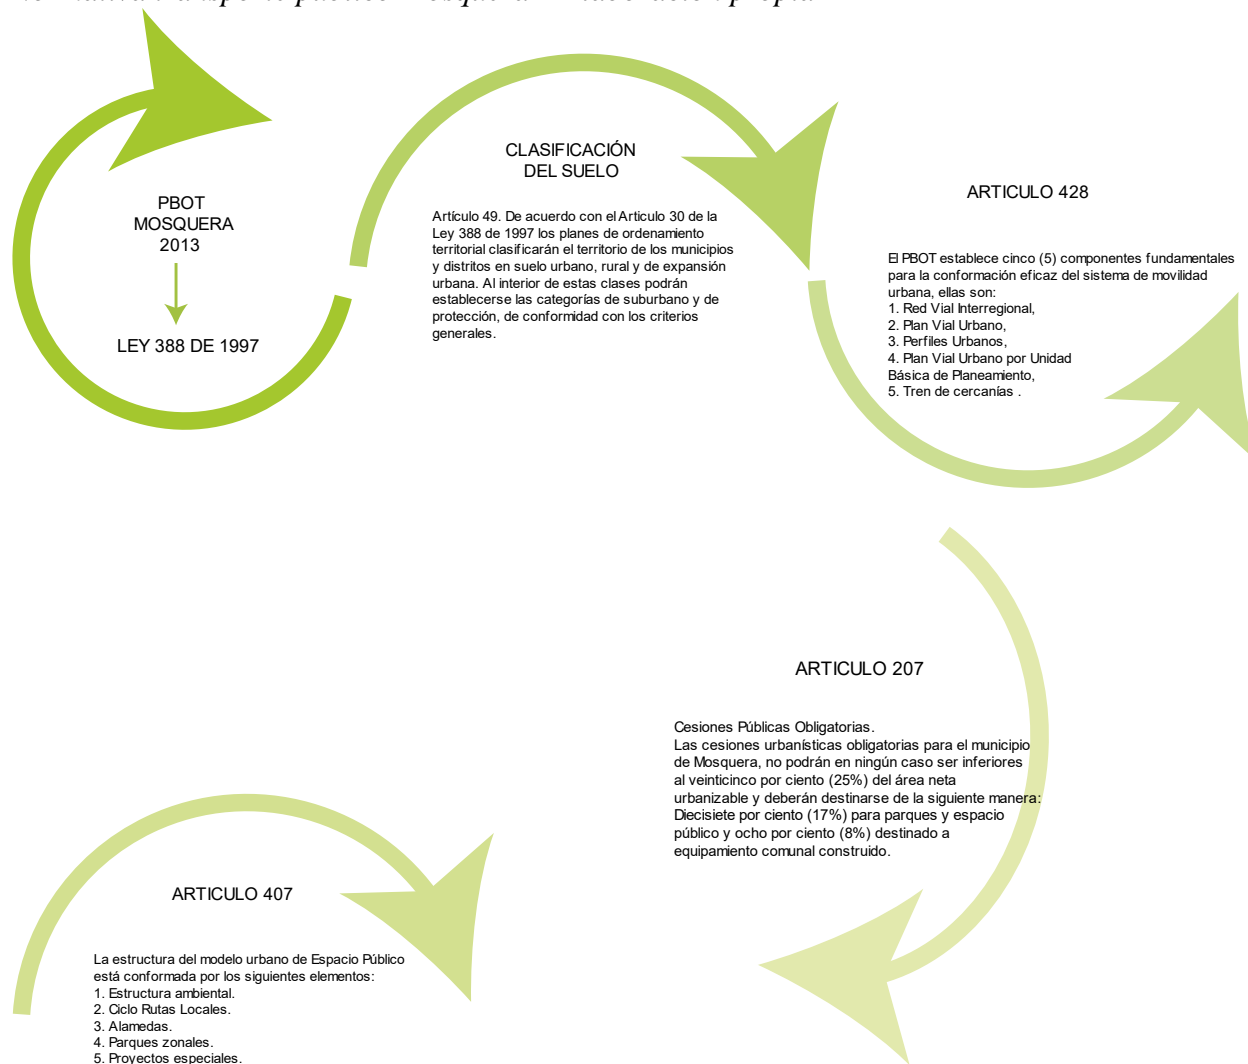 PBOT
MOSQUERA
2013
LEY 388 DE 1997
CLASIFICACIÓN
DEL SUELO
Artículo 49. De acuerdo con el Articulo 30 de la
Ley 388 de 1997 los planes de ordenamiento
territorial clasificarán el territorio de los municipios
y distritos en suelo urbano, rural y de expansión
urbana. Al interior de estas clases podrán
establecerse las categorías de suburbano y de
protección, de conformidad con los criterios
generales.
ARTICULO 428
El PBOT establece cinco (5) componentes fundamentales
para la conformación eficaz del sistema de movilidad
urbana, ellas son:
1. Red Vial Interregional,
2. Plan Vial Urbano,
3. Perfiles Urbanos,
4. Plan Vial Urbano por Unidad
Básica de Planeamiento,
5. Tren de cercanías .
ARTICULO 207
Cesiones Públicas Obligatorias.
Las cesiones urbanísticas obligatorias para el municipio
de Mosquera, no podrán en ningún caso ser inferiores
al veinticinco por ciento (25%) del área neta
urbanizable y deberán destinarse de la siguiente manera:
Diecisiete por ciento (17%) para parques y espacio
público y ocho por ciento (8%) destinado a
equipamiento comunal construido.
ARTICULO 407
La estructura del modelo urbano de Espacio Público
está conformada por los siguientes elementos:
1. Estructura ambiental.
2. Ciclo Rutas Locales.
3. Alamedas.
4. Parques zonales.
5. Proyectos especiales.